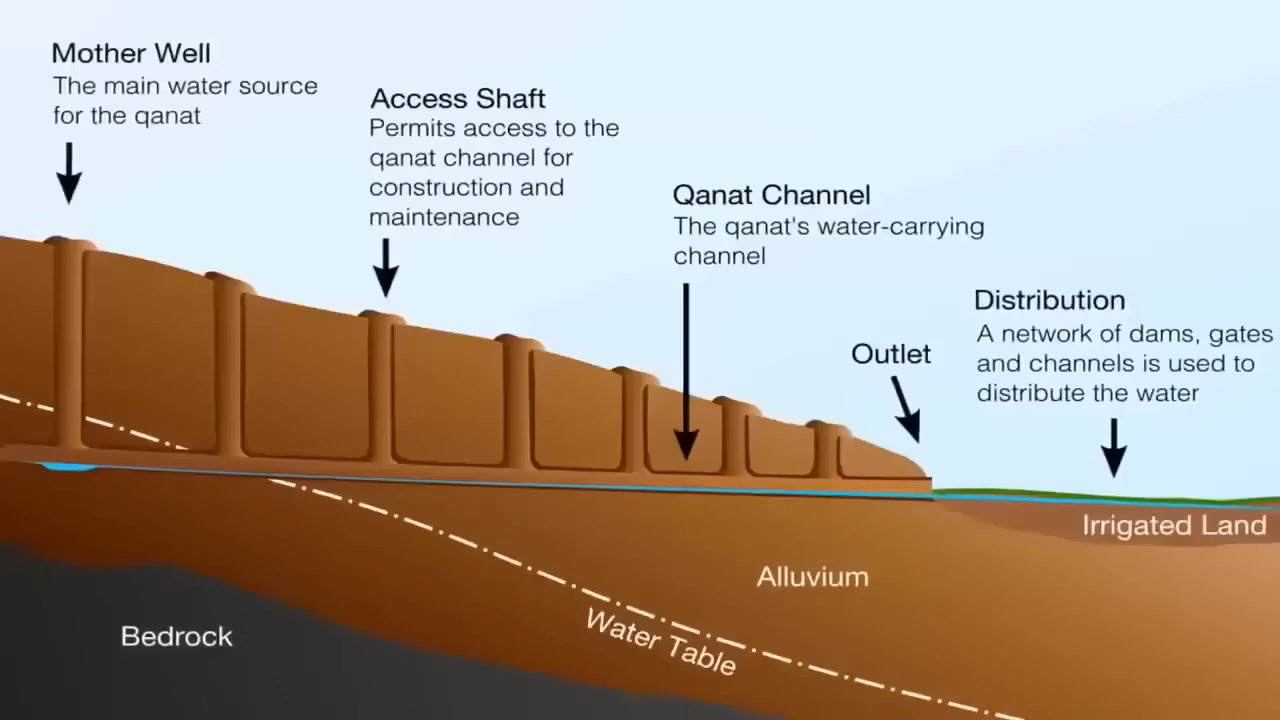 Mother Well
The main water source
for the qanat
Access Shaft
Permits access to the
qanat channel for
construction and
maintenance
Qanat Channel
The qanat's water-carrying
channel
Outlet
Distribution
A network of dams, gates
and channels is used to
distribute the water
Irrigated Land
Alluvium
Water Table
Bedrock